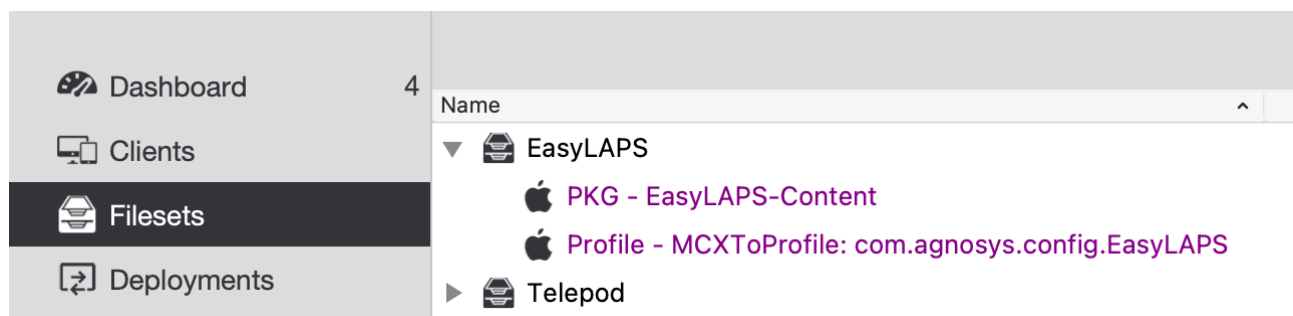 Dashboard 4
Clients
Filesets
Deployments
Name
EasyLAPS
PKG - EasyLAPS-Content
Profile - MCXToProfile: com.agnosys.config.EasyLAPS
Telepod